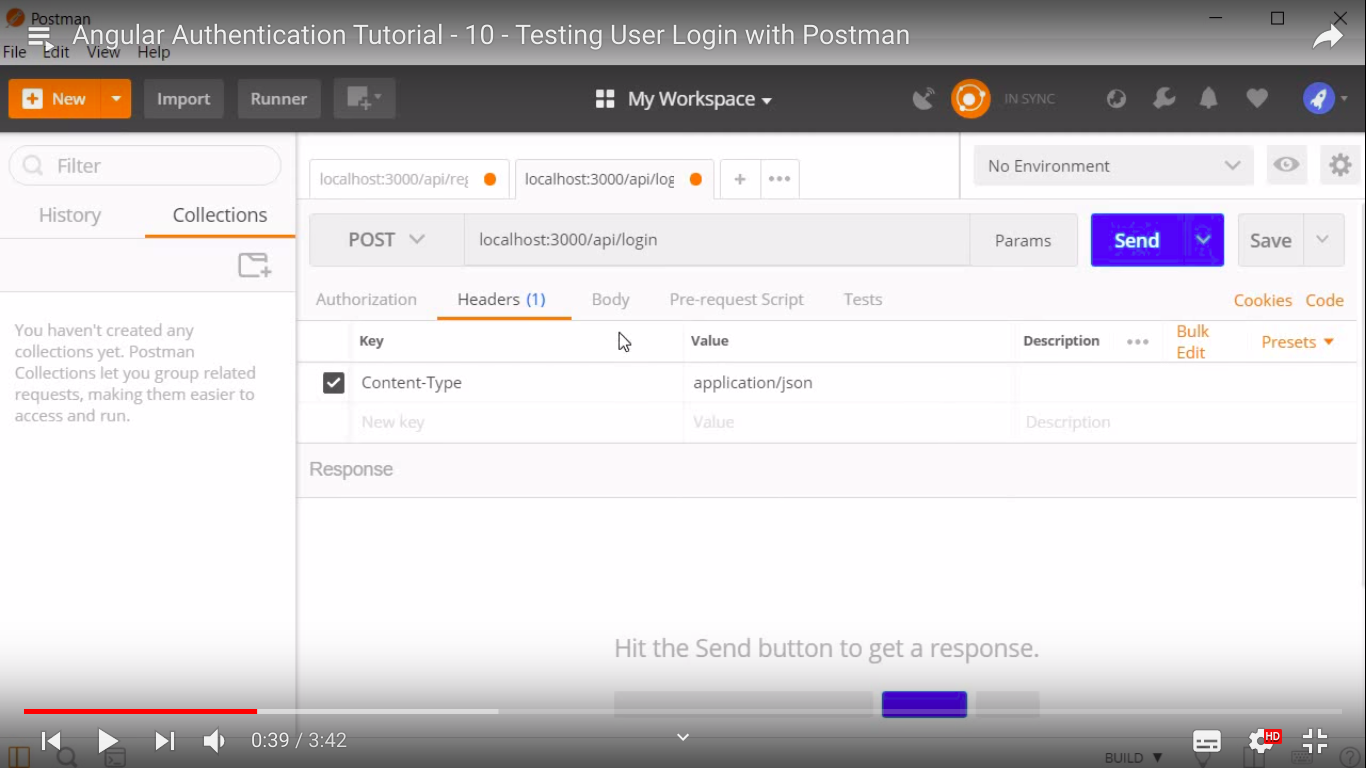 Postman
Angular Authentication Tutorial - 10 - Testing User Login with Postman
File Edit View Help
New Import Runner My Workspace IN SYNC
Filter
History Collections
You haven't created any
collections yet. Postman
Collections let you group related
requests, making them easier to
access and run.
localhost:3000/api/reg localhost:3000/api/log + ••• No Environment
POST localhost:3000/api/login Params Send Save
Authorization Headers (1) Body Pre-request Script Tests Cookies Code
Key Value Description ••• Bulk Edit Presets
Content-Type application/json
New key Value Description
Response
Hit the Send button to get a response.
0:39 / 3:42 HD
BUILD